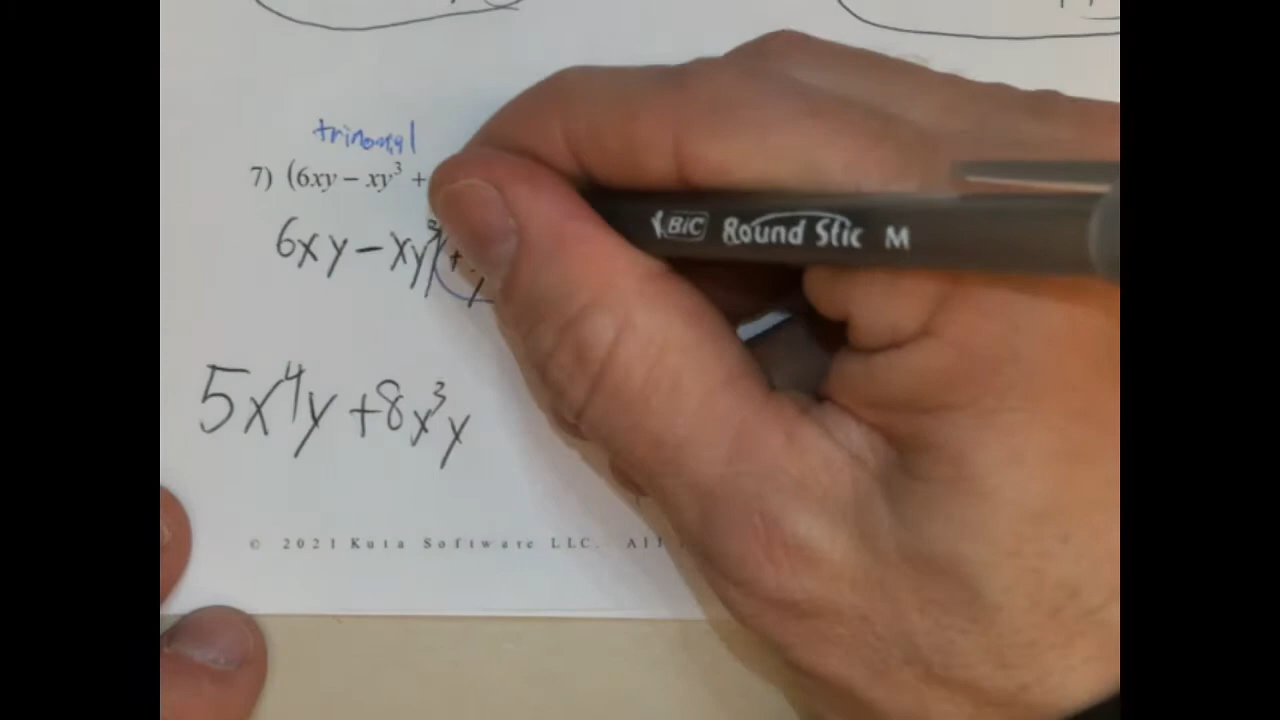 trinomial
7) (6xy − xy³ +
6xy − xy³ +
BIC Round Stic M
5x⁴y + 8x³y
© 2021 Kuta Software LLC. All